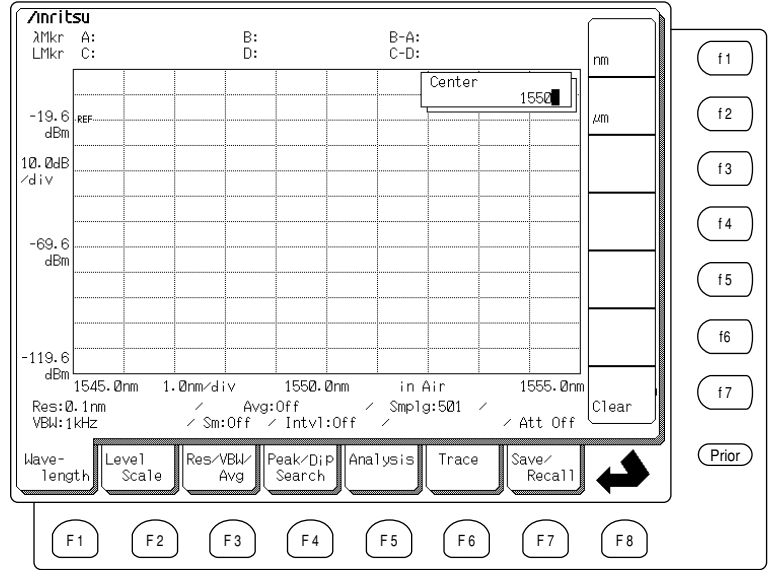 Anritsu
λMkr A: B: B-A:
LMkr C: D: C-D:
Center
1550
nm
μm
Clear
-19.6
dBm
REF
10.0dB
/div
-69.6
dBm
-119.6
dBm
1545.0nm 1.0nm/div 1550.0nm in Air 1555.0nm
Res:0.1nm / Avg:Off / Smplg:501 /
VBW:1kHz / Sm:Off / Intvl:Off / / Att Off
Wave-
length
Level
Scale
Res/VBW/
Avg
Peak/Dip
Search
Analysis
Trace
Save/
Recall
f1
f2
f3
f4
f5
f6
f7
Prior
F1 F2 F3 F4 F5 F6 F7 F8